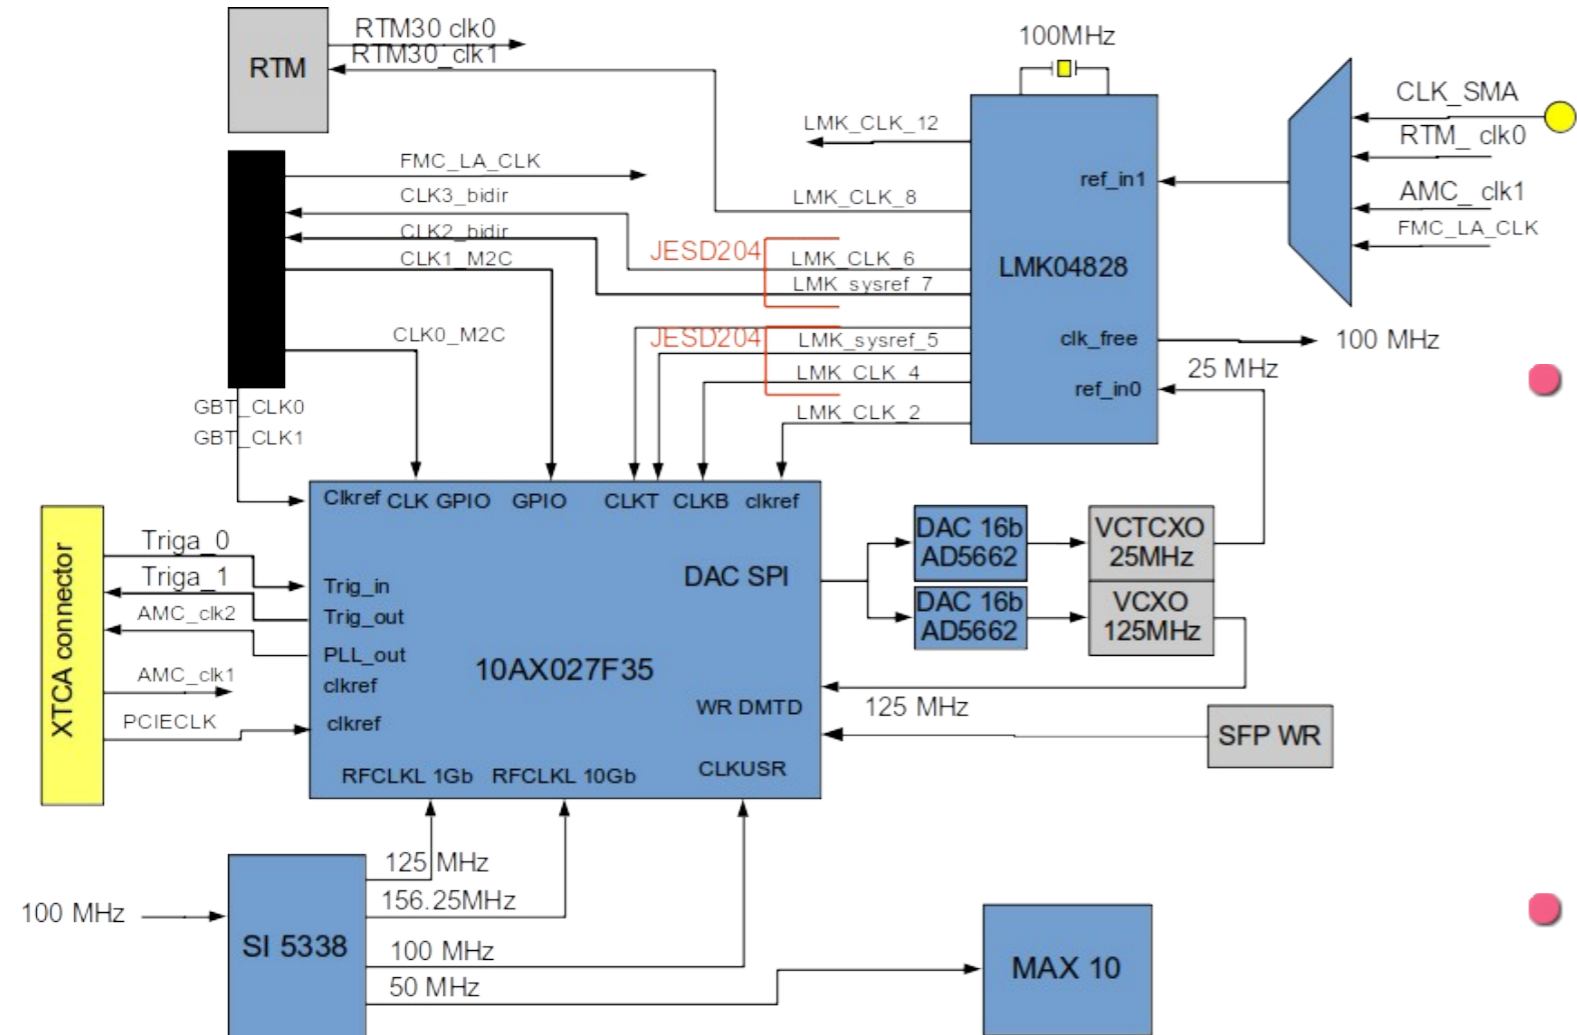 RTM30_clk0
RTM30_clk1
RTM
100MHz
CLK_SMA
RTM_ clk0
AMC_ clk1
FMC_LA_CLK
LMK_CLK_12
ref_in1
LMK_CLK_8
FMC_LA_CLK
CLK3_bidir
CLK2_bidir
CLK1_M2C
CLK0_M2C
JESD204
LMK_CLK_6
LMK_sysref_7
LMK04828
JESD204
LMK_sysref_5
LMK_CLK_4
LMK_CLK_2
clk_free
100 MHz
25 MHz
ref_in0
GBT_CLK0
GBT_CLK1
Clkref
CLK GPIO
GPIO
CLKT
CLKB
clkref
XTCA connector
Triga_0
Triga_1
AMC_clk2
AMC_clk1
PCIECLK
Trig_in
Trig_out
PLL_out
clkref
clkref
10AX027F35
DAC SPI
WR DMTD
CLKUSR
RFCLKL 1Gb
RFCLKL 10Gb
DAC 16b
AD5662
VCTCXO
25MHz
DAC 16b
AD5662
VCXO
125MHz
125 MHz
SFP WR
100 MHz
SI 5338
125 MHz
156.25MHz
100 MHz
50 MHz
MAX 10